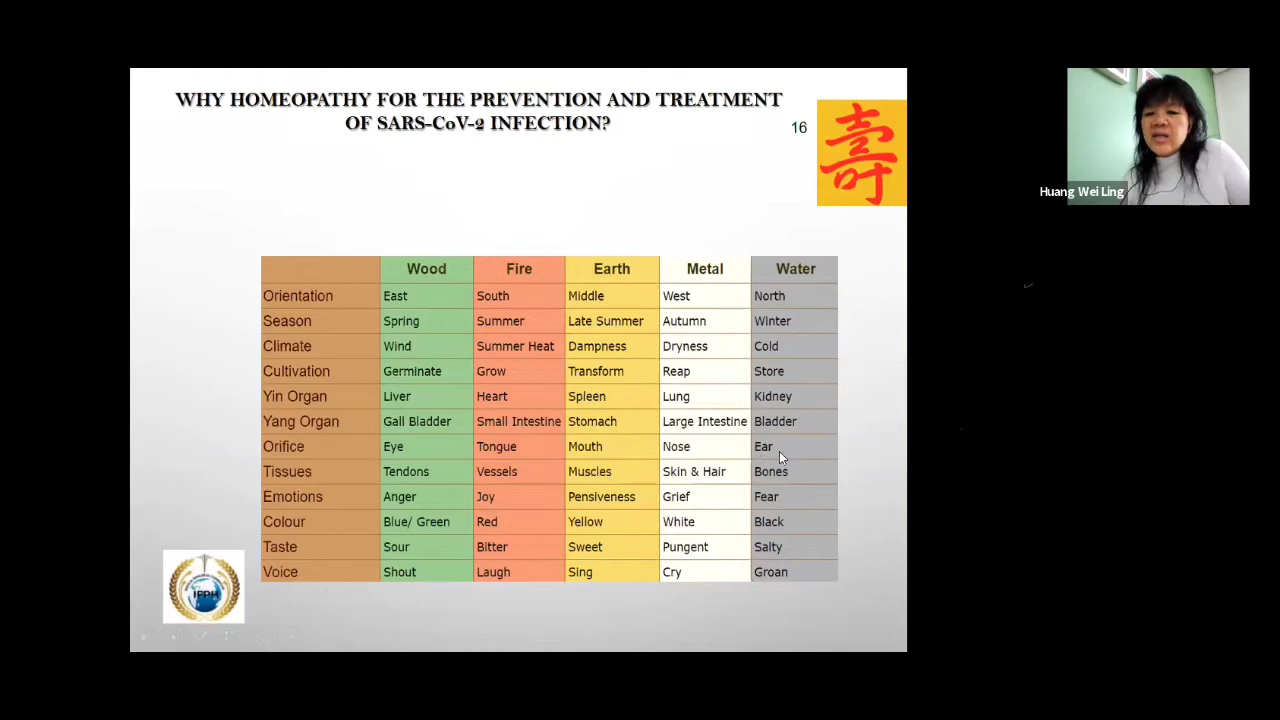 WHY HOMEOPATHY FOR THE PREVENTION AND TREATMENT
OF SARS-CoV-2 INFECTION?
16
壽
Huang Wei Ling
Wood Fire Earth Metal Water
Orientation East South Middle West North
Season Spring Summer Late Summer Autumn Winter
Climate Wind Summer Heat Dampness Dryness Cold
Cultivation Germinate Grow Transform Reap Store
Yin Organ Liver Heart Spleen Lung Kidney
Yang Organ Gall Bladder Small Intestine Stomach Large Intestine Bladder
Orifice Eye Tongue Mouth Nose Ear
Tissues Tendons Vessels Muscles Skin & Hair Bones
Emotions Anger Joy Pensiveness Grief Fear
Colour Blue/ Green Red Yellow White Black
Taste Sour Bitter Sweet Pungent Salty
Voice Shout Laugh Sing Cry Groan
IFPH